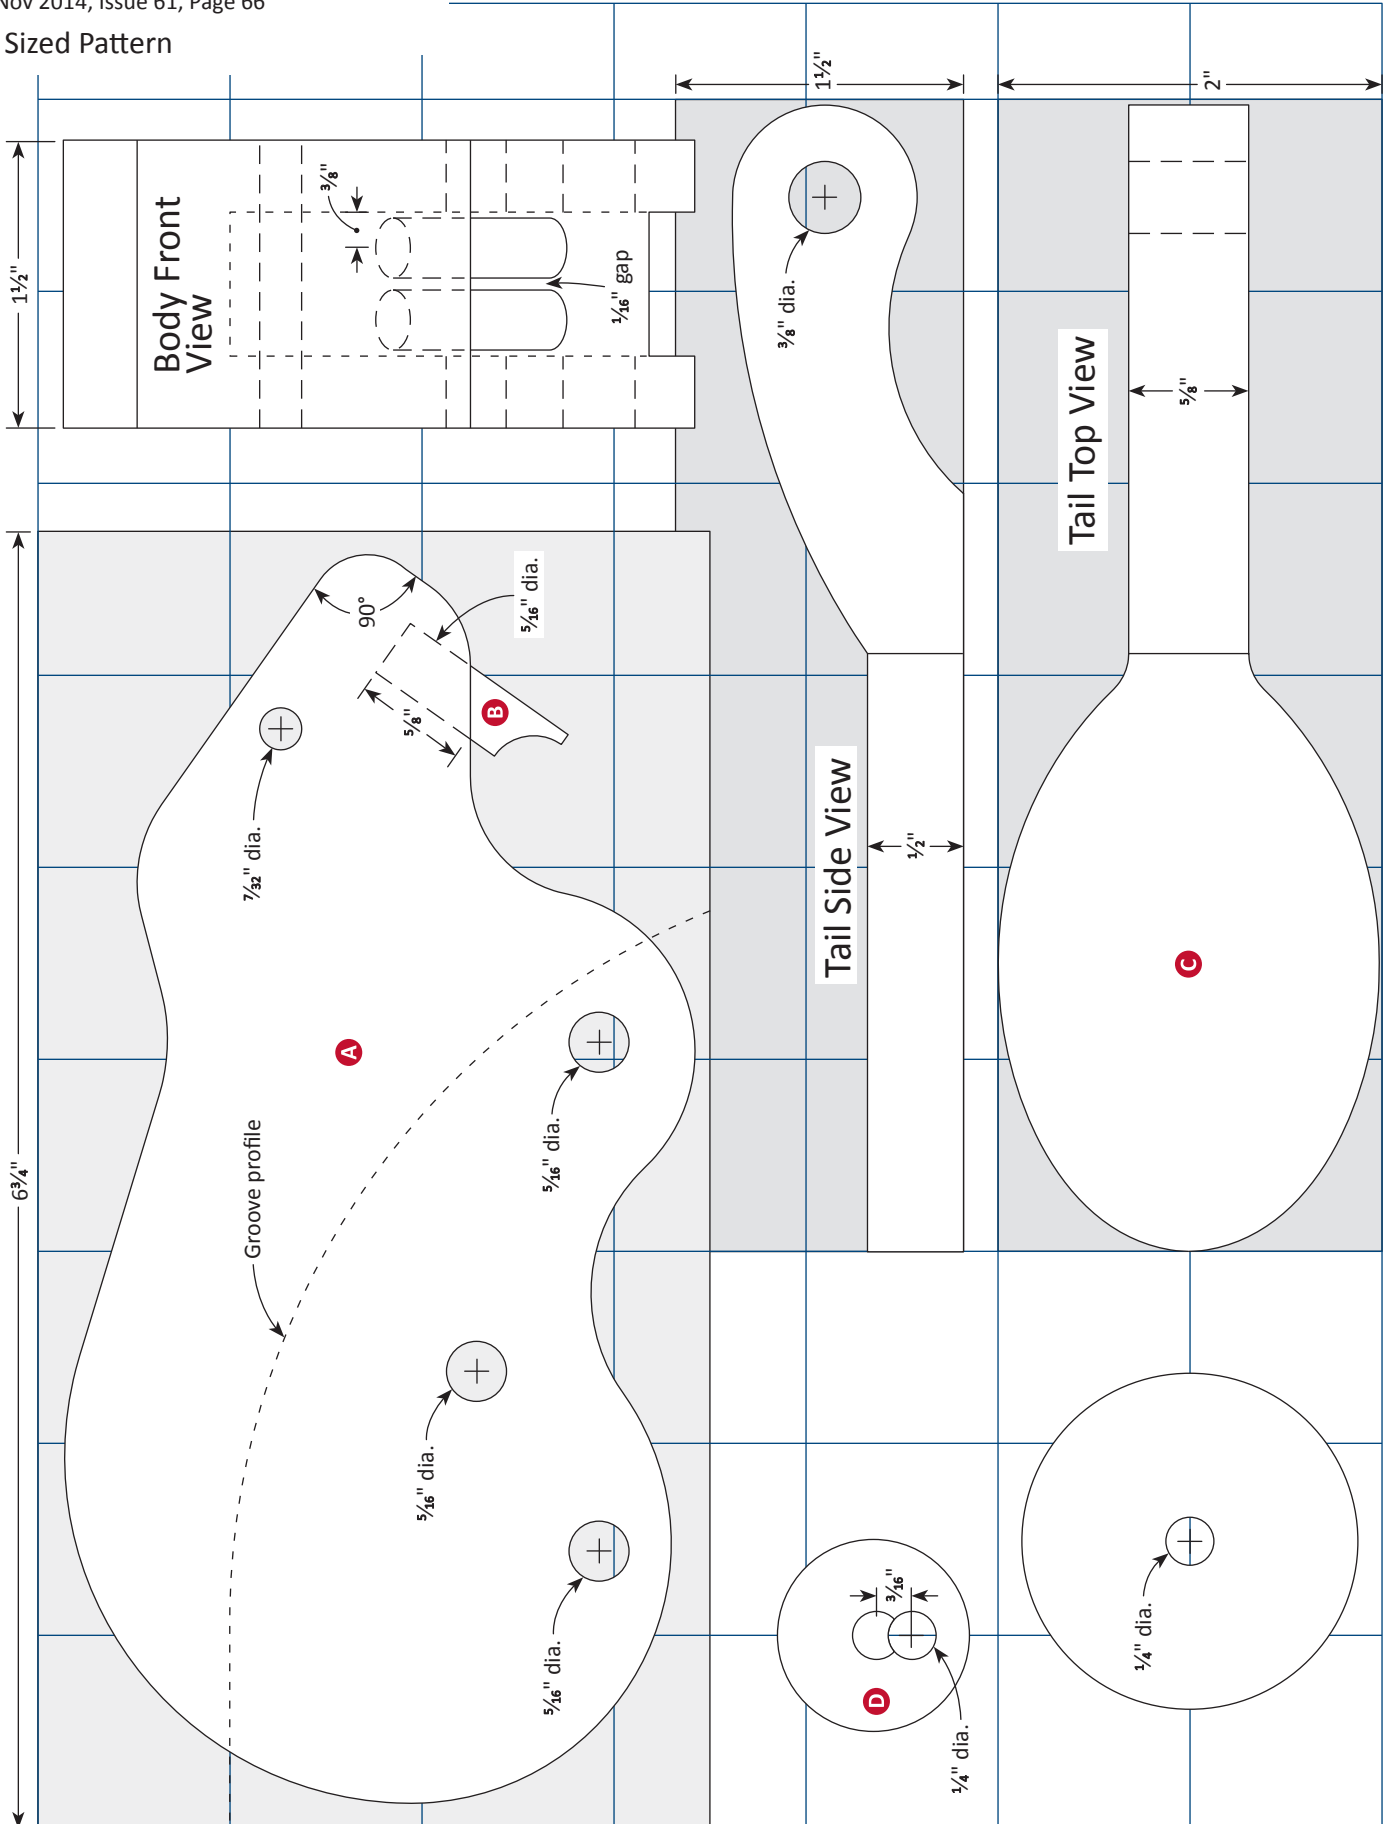 Nov 2014, Issue 61, Page 66
Sized Pattern
1½"
Body Front
View
3/8"
1/16" gap
1½"
3/8" dia.
2"
Tail Top View
5/8"
6¾"
90°
5/16" dia.
5/8"
B
7/32" dia.
A
Groove profile
5/16" dia.
5/16" dia.
5/16" dia.
Tail Side View
1/2"
C
3/16"
D
1/4" dia.
1/4" dia.